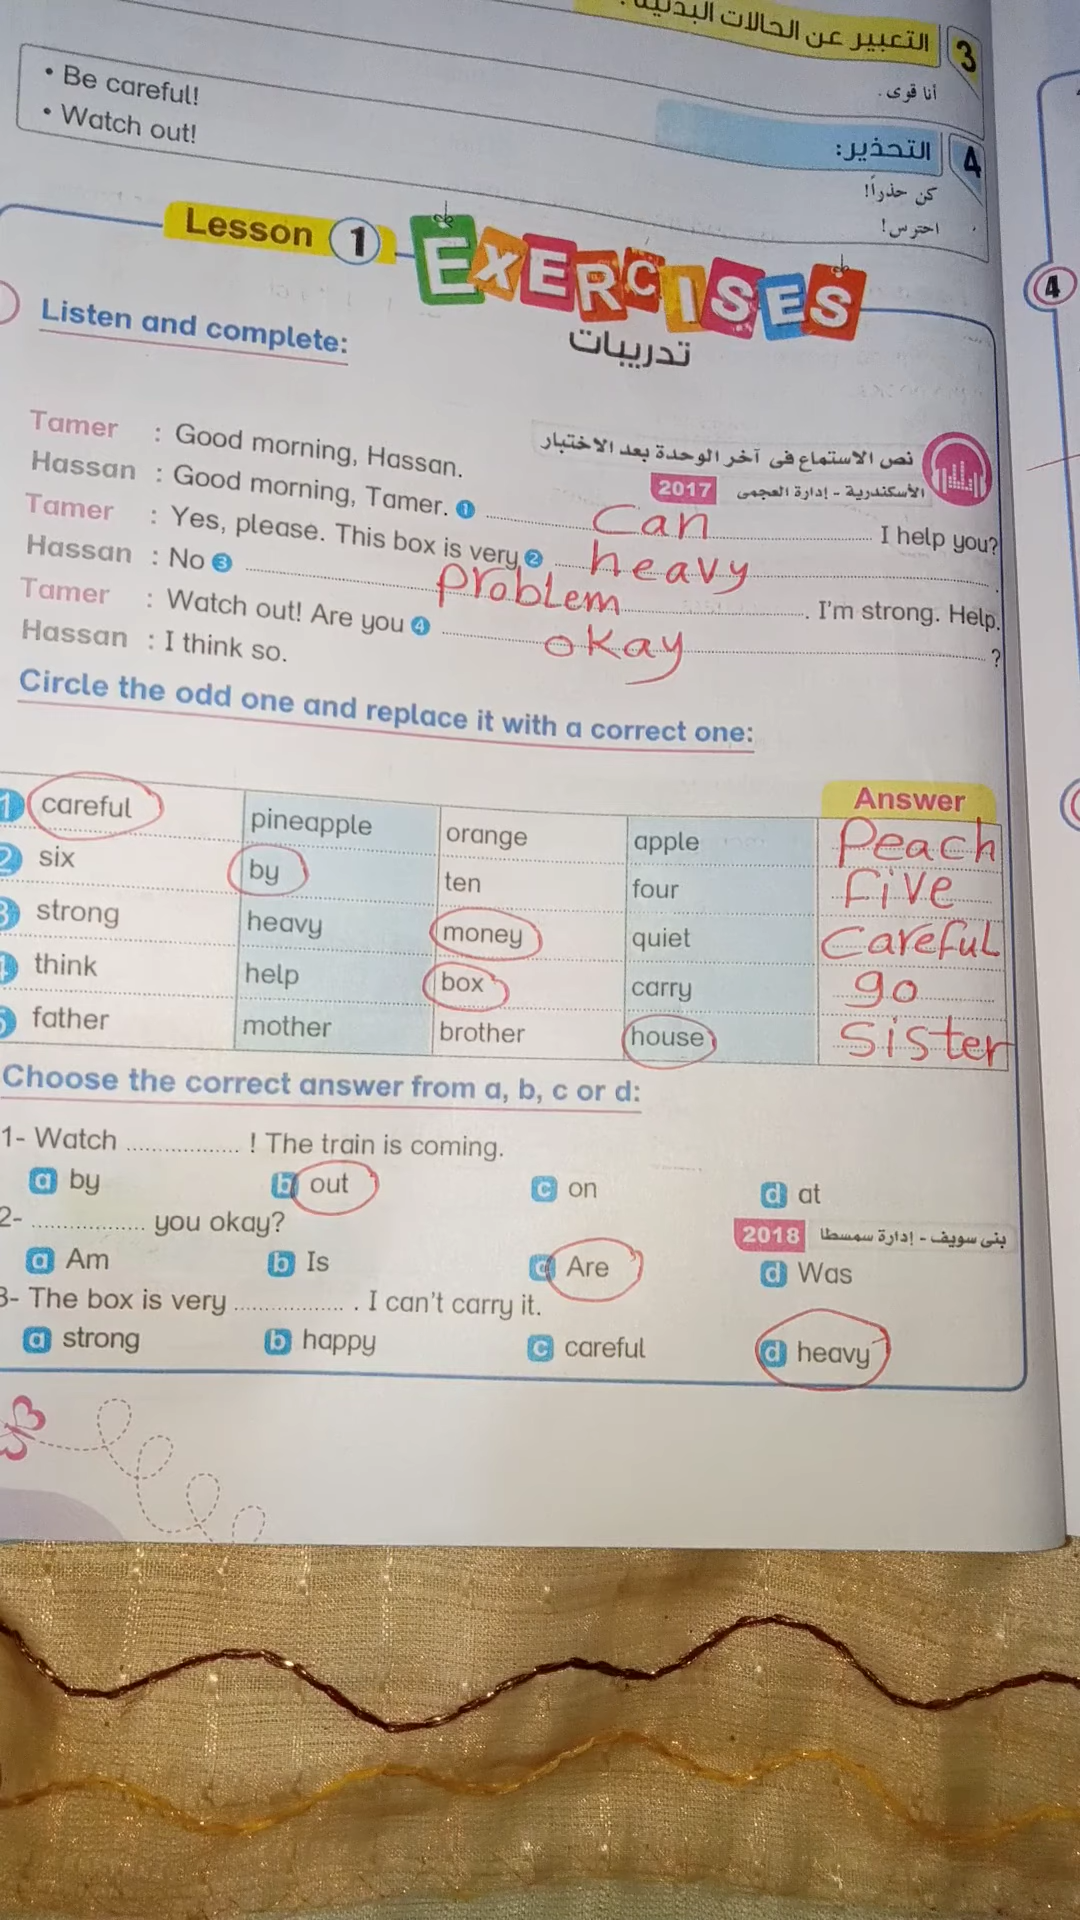 3 التعبير عن الحالات البدنية:
أنا قوى.
• Be careful!
• Watch out!
4 التحذير:
كن حذراً!
احترس!
Lesson 1 EXERCISES
تدريبات
4
Listen and complete:
نص الاستماع فى آخر الوحدة بعد الاختبار
2017 الأسكندرية - إدارة العجمى
Tamer : Good morning, Hassan.
Hassan : Good morning, Tamer. 1 Can I help you?
Tamer : Yes, please. This box is very 2 heavy.
Hassan : No 3 problem. I'm strong. Help.
Tamer : Watch out! Are you 4 okay?
Hassan : I think so.
Circle the odd one and replace it with a correct one:
Answer
1 careful pineapple orange apple Peach
2 six by ten four five
3 strong heavy money quiet careful
4 think help box carry go
5 father mother brother house sister
Choose the correct answer from a, b, c or d:
1- Watch .................. ! The train is coming.
a by b out c on d at
2- .................. you okay? 2018 بنى سويف - إدارة سمسطا
a Am b Is c Are d Was
3- The box is very .................. . I can't carry it.
a strong b happy c careful d heavy